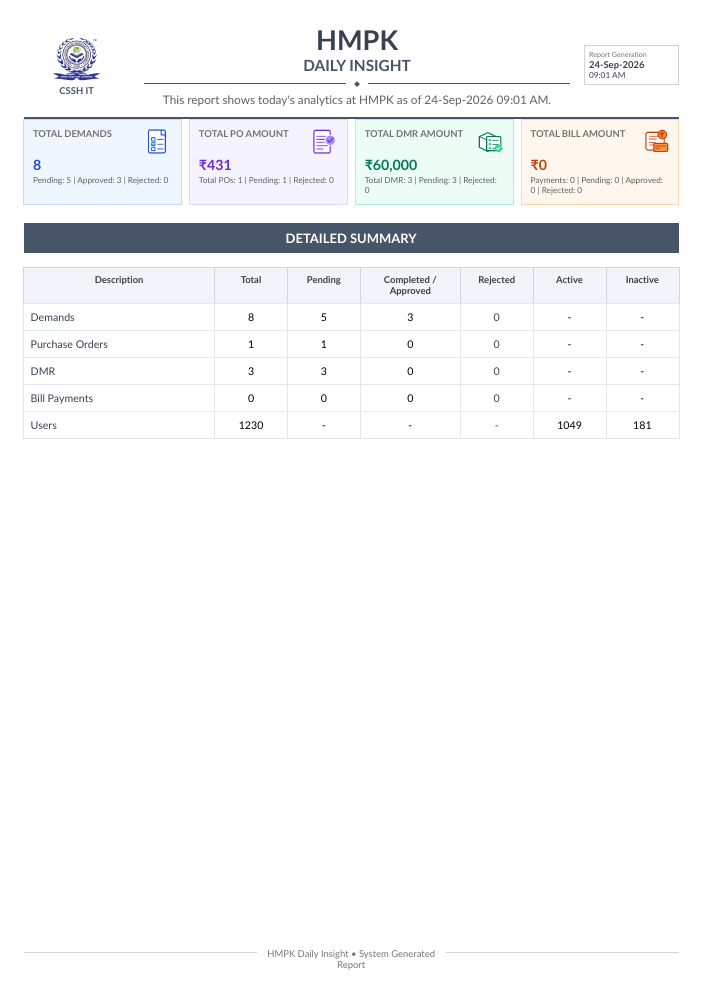 HMPK
DAILY INSIGHT
CSSH IT
Report Generation
24-Sep-2026
09:01 AM
This report shows today's analytics at HMPK as of 24-Sep-2026 09:01 AM.
TOTAL DEMANDS
8
Pending: 5 | Approved: 3 | Rejected: 0
TOTAL PO AMOUNT
₹431
Total POs: 1 | Pending: 1 | Rejected: 0
TOTAL DMR AMOUNT
₹60,000
Total DMR: 3 | Pending: 3 | Rejected:
0
TOTAL BILL AMOUNT
₹0
Payments: 0 | Pending: 0 | Approved:
0 | Rejected: 0
DETAILED SUMMARY
Description Total Pending Completed / Approved Rejected Active Inactive
Demands 8 5 3 0 - -
Purchase Orders 1 1 0 0 - -
DMR 3 3 0 0 - -
Bill Payments 0 0 0 0 - -
Users 1230 - - - 1049 181
HMPK Daily Insight • System Generated
Report